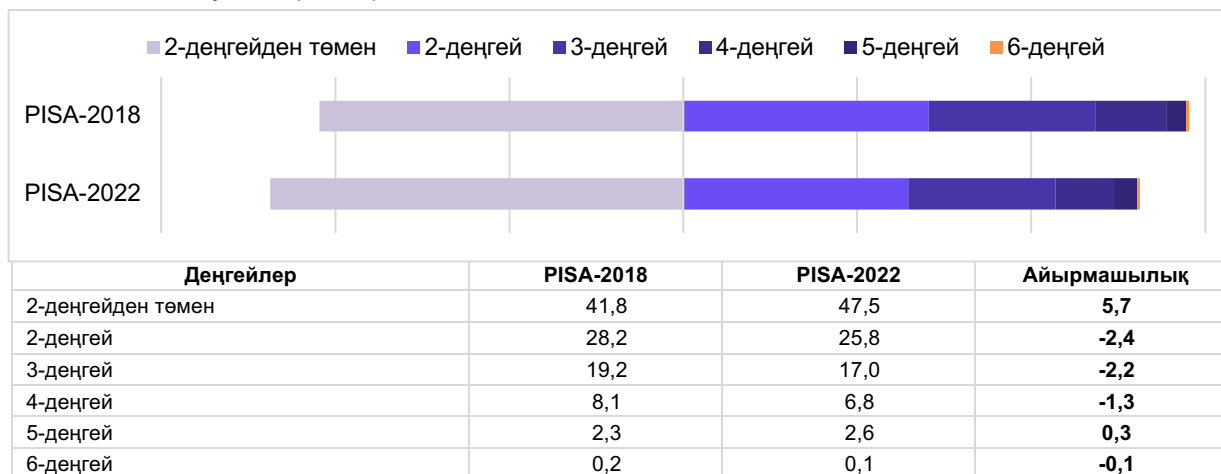 2-деңгейден төмен 2-деңгей 3-деңгей 4-деңгей 5-деңгей 6-деңгей
PISA-2018
PISA-2022
Деңгейлер PISA-2018 PISA-2022 Айырмашылық
2-деңгейден төмен 41,8 47,5 5,7
2-деңгей 28,2 25,8 -2,4
3-деңгей 19,2 17,0 -2,2
4-деңгей 8,1 6,8 -1,3
5-деңгей 2,3 2,6 0,3
6-деңгей 0,2 0,1 -0,1